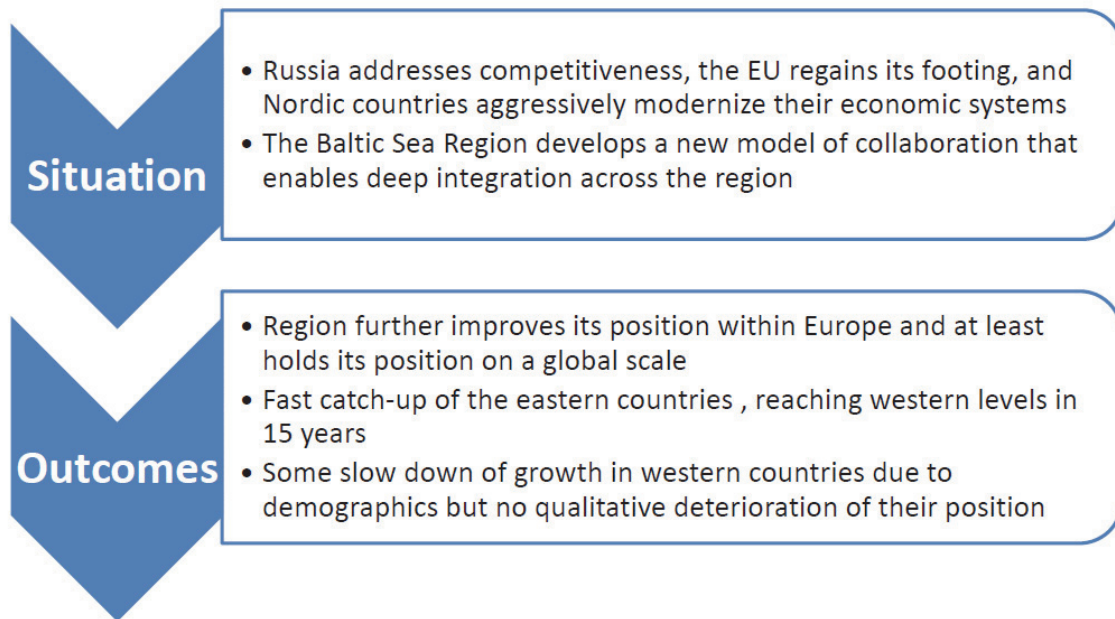 Situation
• Russia addresses competitiveness, the EU regains its footing, and
Nordic countries aggressively modernize their economic systems
• The Baltic Sea Region develops a new model of collaboration that
enables deep integration across the region
Outcomes
• Region further improves its position within Europe and at least
holds its position on a global scale
• Fast catch-up of the eastern countries , reaching western levels in
15 years
• Some slow down of growth in western countries due to
demographics but no qualitative deterioration of their position